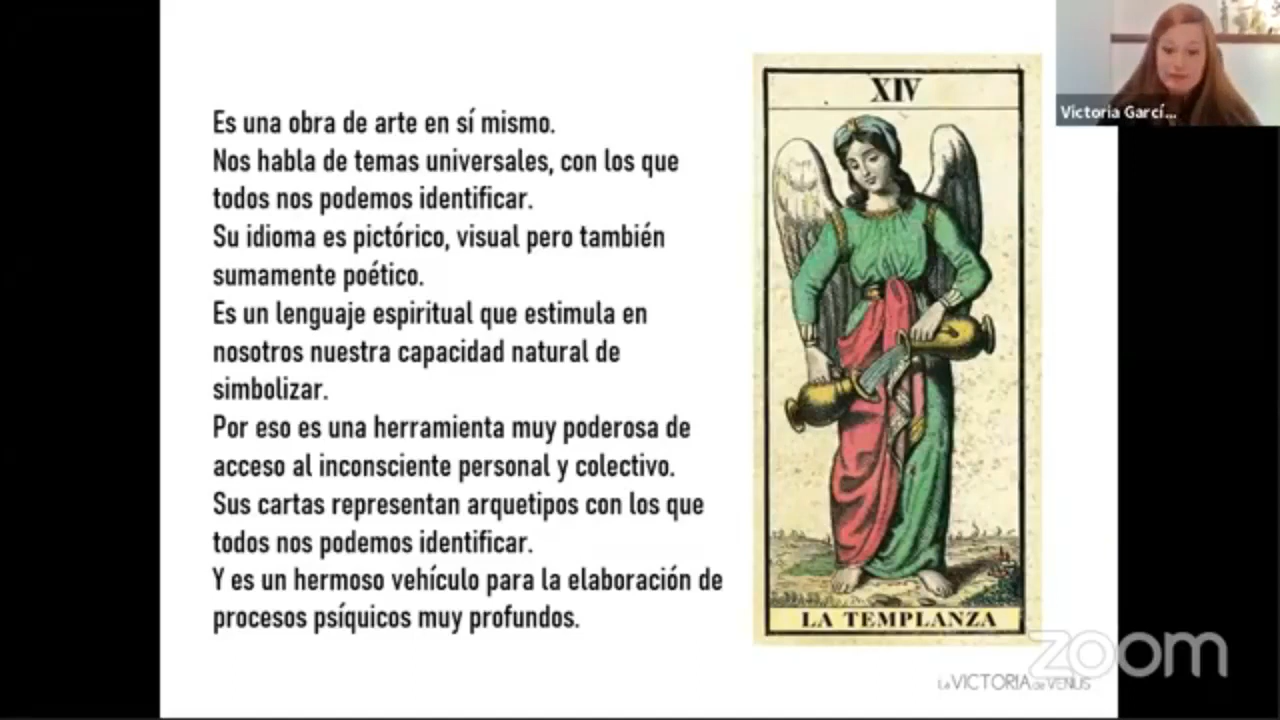 Victoria Garcí...
Es una obra de arte en sí mismo.
Nos habla de temas universales, con los que
todos nos podemos identificar.
Su idioma es pictórico, visual pero también
sumamente poético.
Es un lenguaje espiritual que estimula en
nosotros nuestra capacidad natural de
simbolizar.
Por eso es una herramienta muy poderosa de
acceso al inconsciente personal y colectivo.
Sus cartas representan arquetipos con los que
todos nos podemos identificar.
Y es un hermoso vehículo para la elaboración de
procesos psíquicos muy profundos.
XIV
LA TEMPLANZA
zoom
La VICTORIA de VENUS